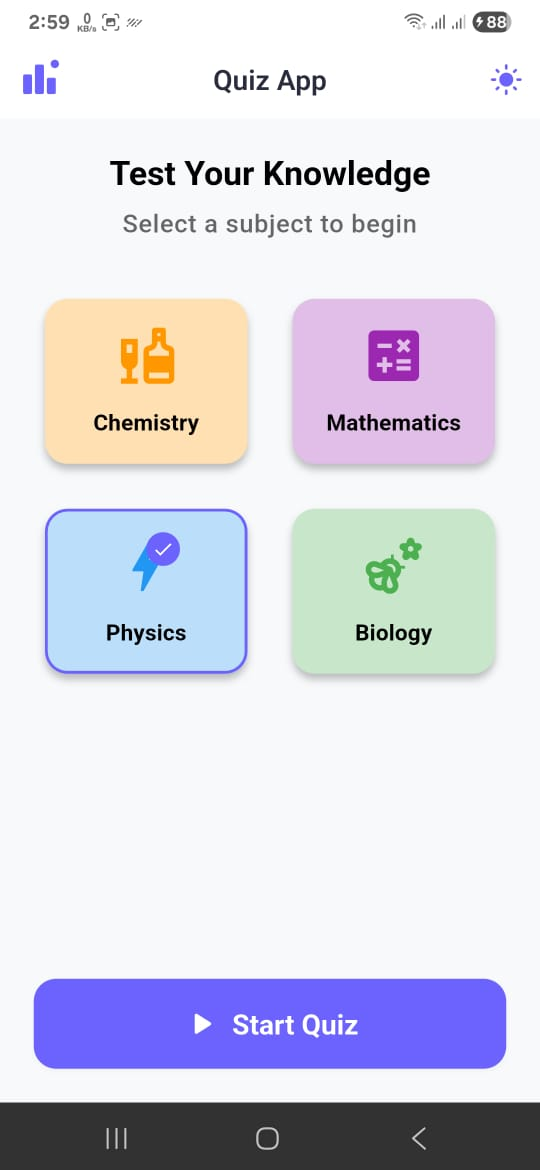 2:59 0 KB/s 88
Quiz App
Test Your Knowledge
Select a subject to begin
Chemistry Mathematics
Physics Biology
Start Quiz